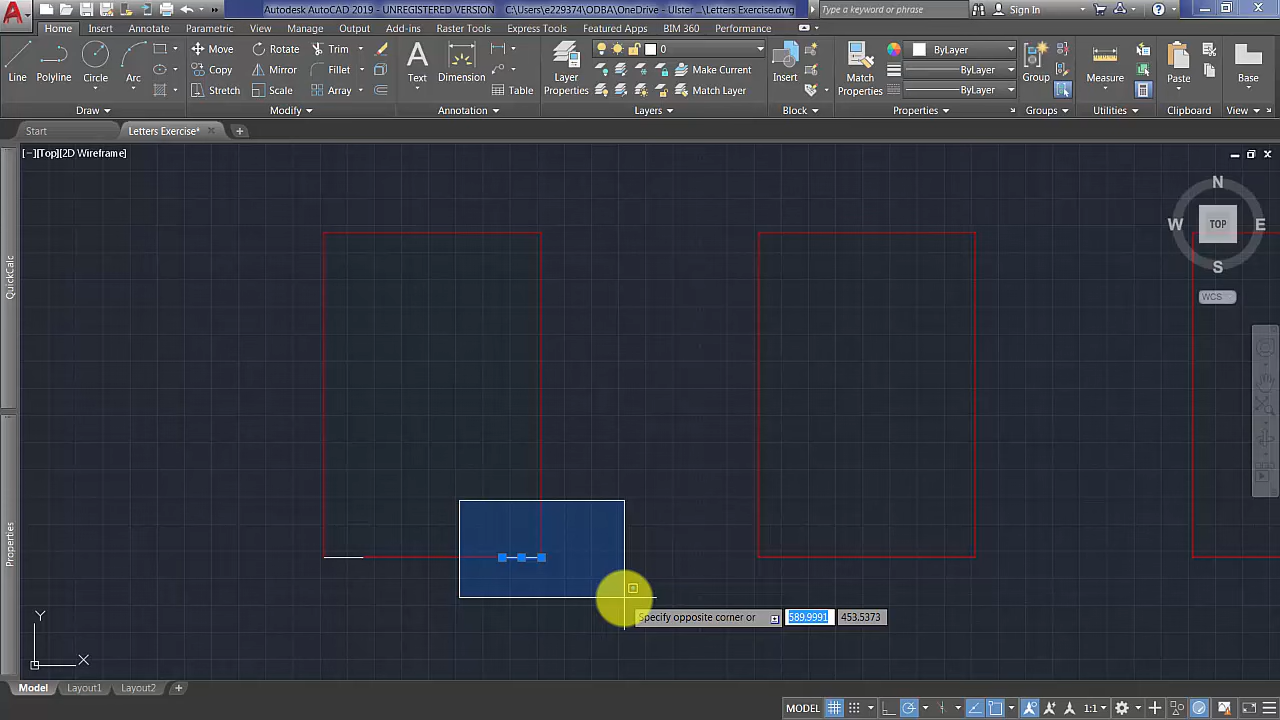 Autodesk AutoCAD 2019 - UNREGISTERED VERSION    C:\Users\e229374\ODBA\OneDrive - Ulster ...\Letters Exercise.dwg
Type a keyword or phrase
Sign In
Home Insert Annotate Parametric View Manage Output Add-ins Raster Tools Express Tools Featured Apps BIM 360 Performance
Line Polyline Circle Arc
Move Rotate Trim
Copy Mirror Fillet
Stretch Scale Array
Text Dimension
Table
Layer Properties
0
Make Current
Match Layer
Insert
Match Properties
ByLayer
ByLayer
ByLayer
Group
Measure
Paste
Base
Draw Modify Annotation Layers Block Properties Groups Utilities Clipboard View
Start Letters Exercise*
[−][Top][2D Wireframe]
N
W TOP E
S
WCS
QuickCalc
Properties
Specify opposite corner or 589.9991 453.5373
Y
X
Model Layout1 Layout2
MODEL 1:1